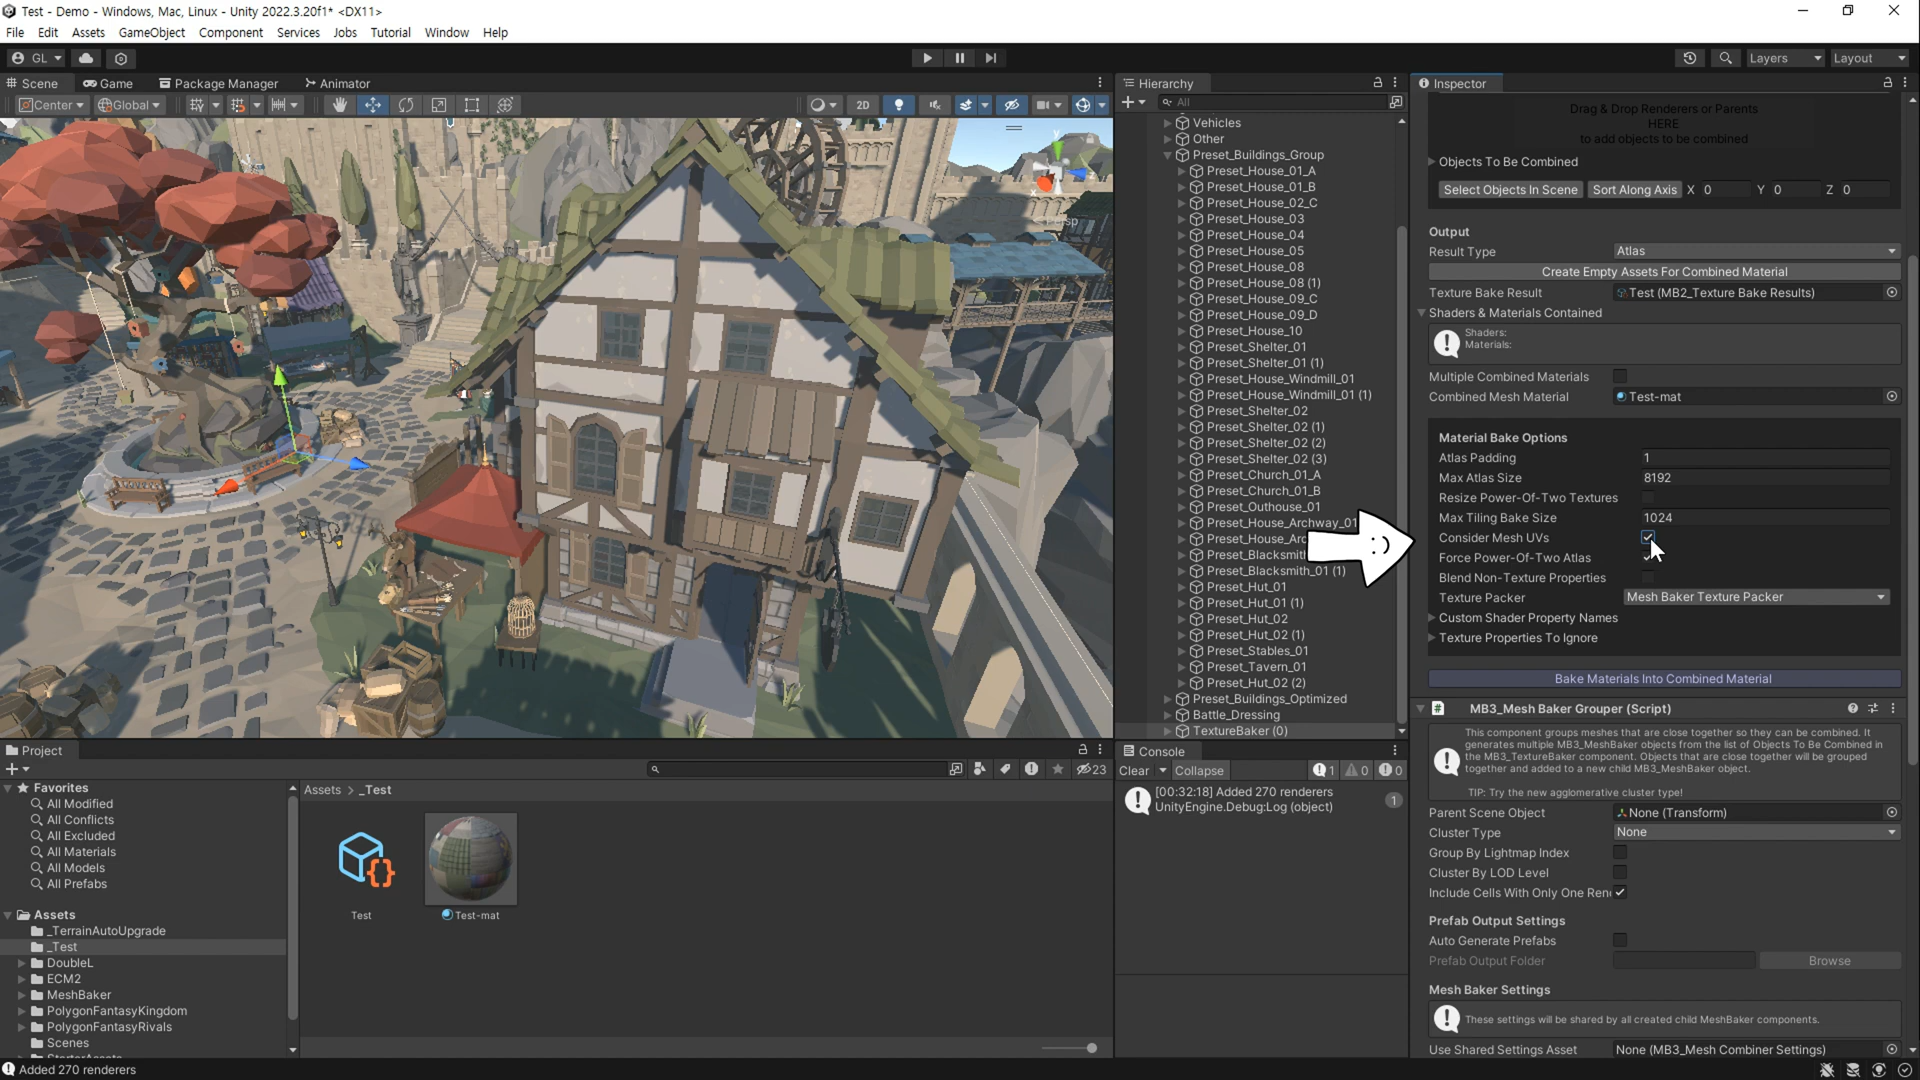 Test - Demo - Windows, Mac, Linux - Unity 2022.3.20f1* <DX11>
File Edit Assets GameObject Component Services Jobs Tutorial Window Help
GL
Layers
Layout
Scene
Game
Package Manager
Animator
Center
Global
2D
y
x
Persp
Hierarchy
All
Vehicles
Other
Preset_Buildings_Group
Preset_House_01_A
Preset_House_01_B
Preset_House_02_C
Preset_House_03
Preset_House_04
Preset_House_05
Preset_House_08
Preset_House_08 (1)
Preset_House_09_C
Preset_House_09_D
Preset_House_10
Preset_Shelter_01
Preset_Shelter_01 (1)
Preset_House_Windmill_01
Preset_House_Windmill_01 (1)
Preset_Shelter_02
Preset_Shelter_02 (1)
Preset_Shelter_02 (2)
Preset_Shelter_02 (3)
Preset_Church_01_A
Preset_Church_01_B
Preset_Outhouse_01
Preset_House_Archway_01
Preset_House_Arc
Preset_Blacksmith
Preset_Blacksmith_01 (1)
Preset_Hut_01
Preset_Hut_01 (1)
Preset_Hut_02
Preset_Hut_02 (1)
Preset_Stables_01
Preset_Tavern_01
Preset_Hut_02 (2)
Preset_Buildings_Optimized
Battle_Dressing
TextureBaker (0)
:)
Inspector
Drag & Drop Renderers or Parents
HERE
to add objects to be combined
Objects To Be Combined
Select Objects In Scene Sort Along Axis X 0 Y 0 Z 0
Output
Result Type Atlas
Create Empty Assets For Combined Material
Texture Bake Result Test (MB2_Texture Bake Results)
Shaders & Materials Contained
Shaders:
Materials:
Multiple Combined Materials
Combined Mesh Material Test-mat
Material Bake Options
Atlas Padding 1
Max Atlas Size 8192
Resize Power-Of-Two Textures
Max Tiling Bake Size 1024
Consider Mesh UVs
Force Power-Of-Two Atlas
Blend Non-Texture Properties
Texture Packer Mesh Baker Texture Packer
Custom Shader Property Names
Texture Properties To Ignore
Bake Materials Into Combined Material
# MB3_Mesh Baker Grouper (Script)
This component groups meshes that are close together so they can be combined. It
generates multiple MB3_MeshBaker objects from the list of Objects To Be Combined in
the MB3_TextureBaker component. Objects that are close together will be grouped
together and added to a new child MB3_MeshBaker object.
TIP: Try the new agglomerative cluster type!
Parent Scene Object None (Transform)
Cluster Type None
Group By Lightmap Index
Cluster By LOD Level
Include Cells With Only One Ren
Prefab Output Settings
Auto Generate Prefabs
Prefab Output Folder Browse
Mesh Baker Settings
These settings will be shared by all created child MeshBaker components.
Use Shared Settings Asset None (MB3_Mesh Combiner Settings)
Project
23
Favorites
All Modified
All Conflicts
All Excluded
All Materials
All Models
All Prefabs
Assets
_TerrainAutoUpgrade
_Test
DoubleL
ECM2
MeshBaker
PolygonFantasyKingdom
PolygonFantasyRivals
Scenes
StarterAssets
Assets > _Test
Test
Test-mat
Console
Clear Collapse 1 0 0
[00:32:18] Added 270 renderers
UnityEngine.Debug:Log (object)
1
Added 270 renderers